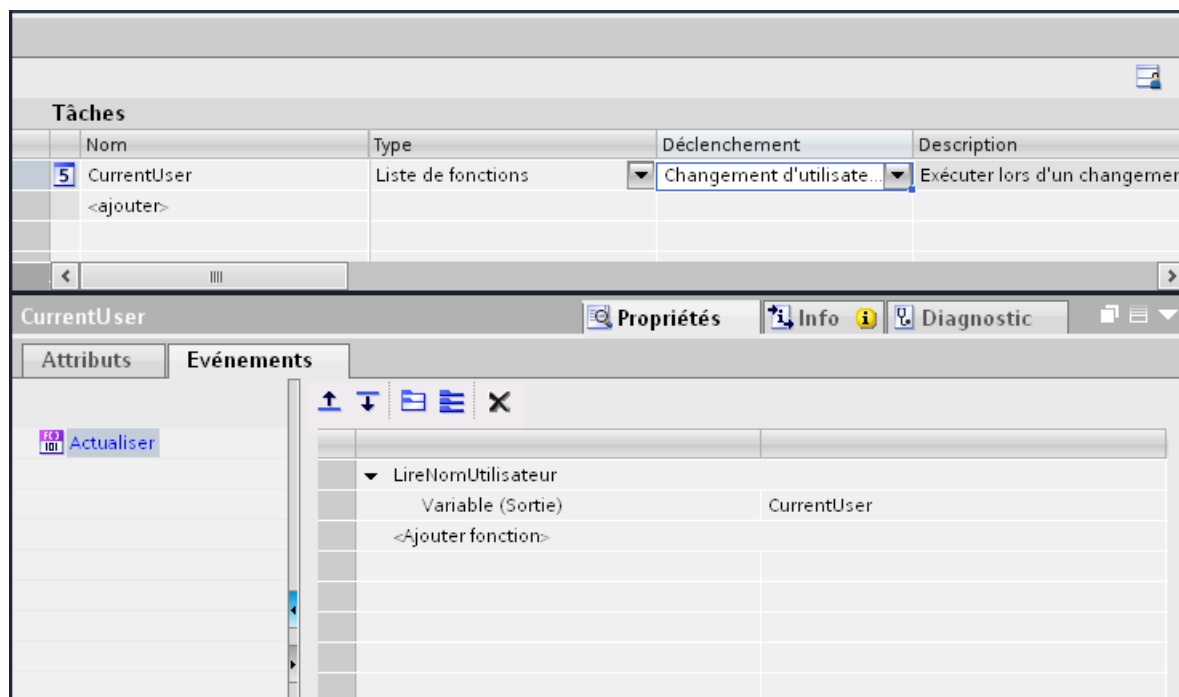 Tâches
Nom Type Déclenchement Description
5 CurrentUser Liste de fonctions Changement d'utilisate... Exécuter lors d'un changemer
<ajouter>
CurrentUser Propriétés Info Diagnostic
Attributs Evénements
Actualiser
LireNomUtilisateur
Variable (Sortie) CurrentUser
<Ajouter fonction>